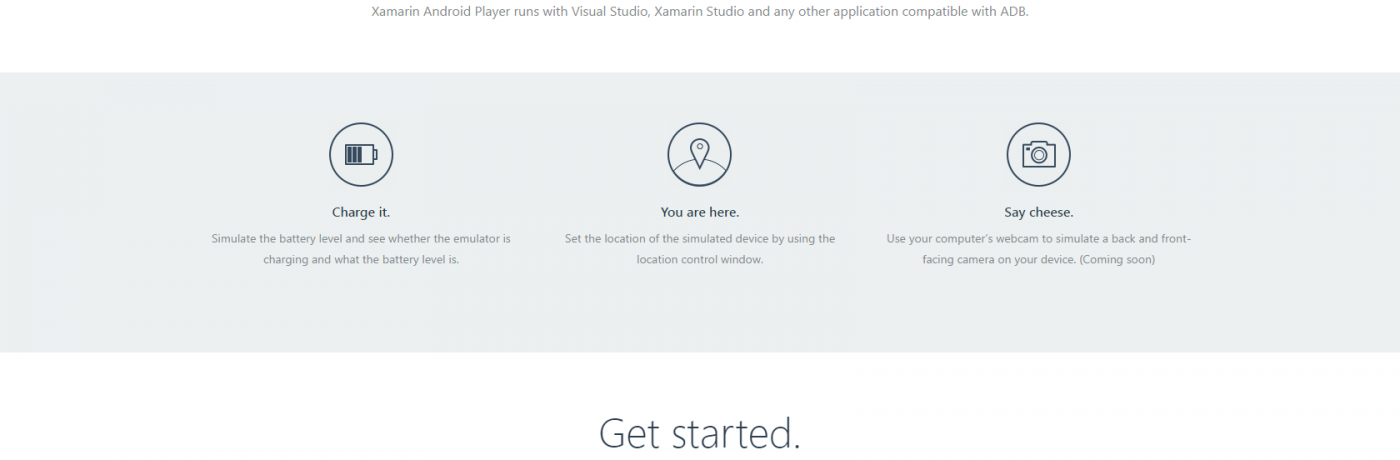 Xamarin Android Player runs with Visual Studio, Xamarin Studio and any other application compatible with ADB.
Charge it.
Simulate the battery level and see whether the emulator is
charging and what the battery level is.
You are here.
Set the location of the simulated device by using the
location control window.
Say cheese.
Use your computer's webcam to simulate a back and front-
facing camera on your device. (Coming soon)
Get started.